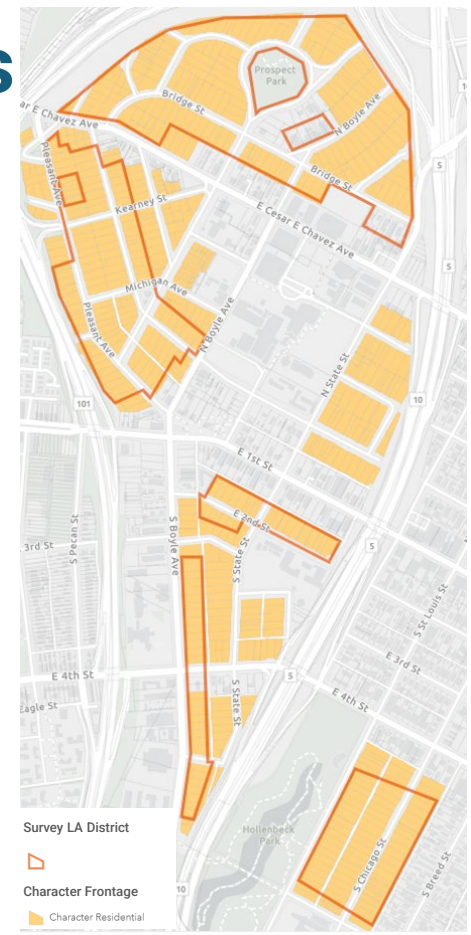 s
Prospect
Park
Bridge St
N Boyle Ave
ar E Chavez Ave
Pleasant Ave
Bridge St
5
Kearney St
E Cesar E Chavez Ave
5
Michigan Ave
Pleasant Ave
N Boyle Ave
N State St
101
10
E 1st St
E 2nd St
3rd St
S Pecan St
S Boyle Ave
S State St
5
S St Louis St
E 3rd St
E 4th St
5
S State St
E 4th St
Eagle St
Hollenbeck
Park
S Chicago St
S Breed St
10
Survey LA District
Character Frontage
Character Residential